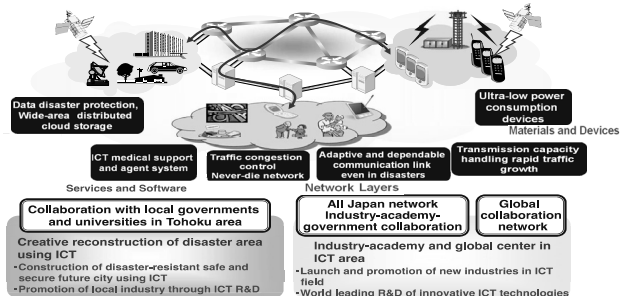 Data disaster protection,
Wide-area distributed
cloud storage
Ultra-low power
consumption
devices
Materials and Devices
ICT medical support
and agent system
Traffic congestion
control
Never-die network
Adaptive and dependable
communication link
even in disasters
Transmission capacity
handling rapid traffic
growth
Services and Software
Network Layers
Collaboration with local governments
and universities in Tohoku area
All Japan network
Industry-academy-
government collaboration
Global
collaboration
network
Creative reconstruction of disaster area
using ICT
-Construction of disaster-resistant safe and
secure future city using ICT
-Promotion of local industry through ICT R&D
Industry-academy and global center in
ICT area
-Launch and promotion of new industries in ICT
field
-World leading R&D of innovative ICT technologies